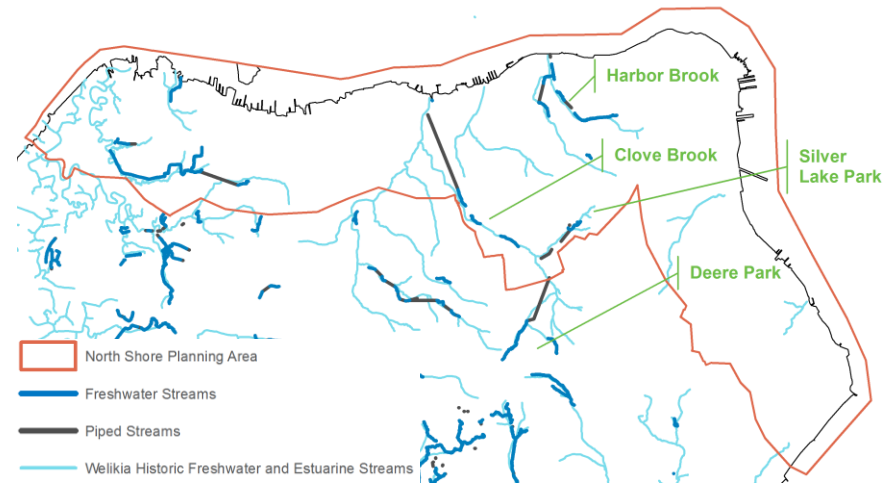 Harbor Brook
Clove Brook
Silver
Lake Park
Deere Park
North Shore Planning Area
Freshwater Streams
Piped Streams
Welikia Historic Freshwater and Estuarine Streams